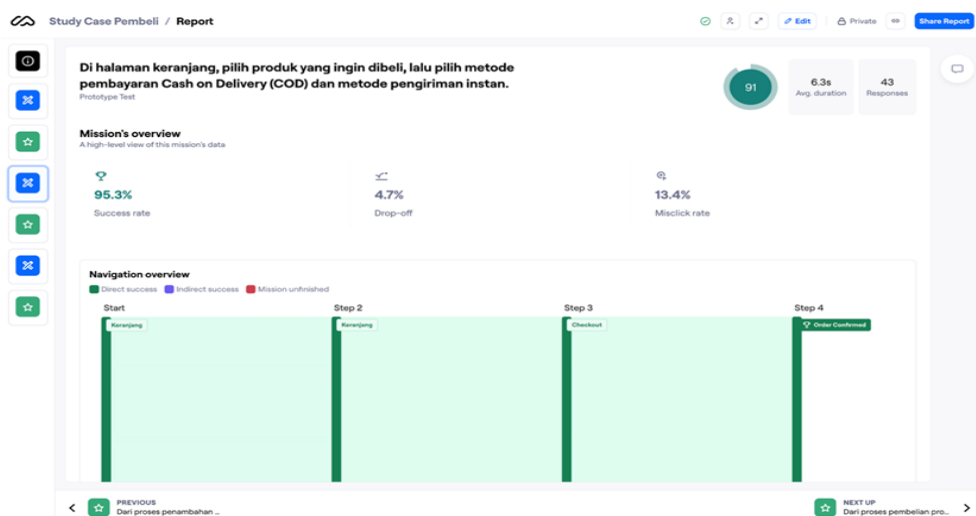 Study Case Pembeli / Report
Edit
Private
Share Report
Di halaman keranjang, pilih produk yang ingin dibeli, lalu pilih metode
pembayaran Cash on Delivery (COD) dan metode pengiriman instan.
Prototype Test
91
6.3s
Avg. duration
43
Responses
Mission's overview
A high-level view of this mission's data
95.3%
Success rate
4.7%
Drop-off
13.4%
Misclick rate
Navigation overview
Direct success
Indirect success
Mission unfinished
Start
Step 2
Step 3
Step 4
Keranjang
Keranjang
Checkout
Order Confirmed
PREVIOUS
Dari proses penambahan ...
NEXT UP
Dari proses pembelian pro...